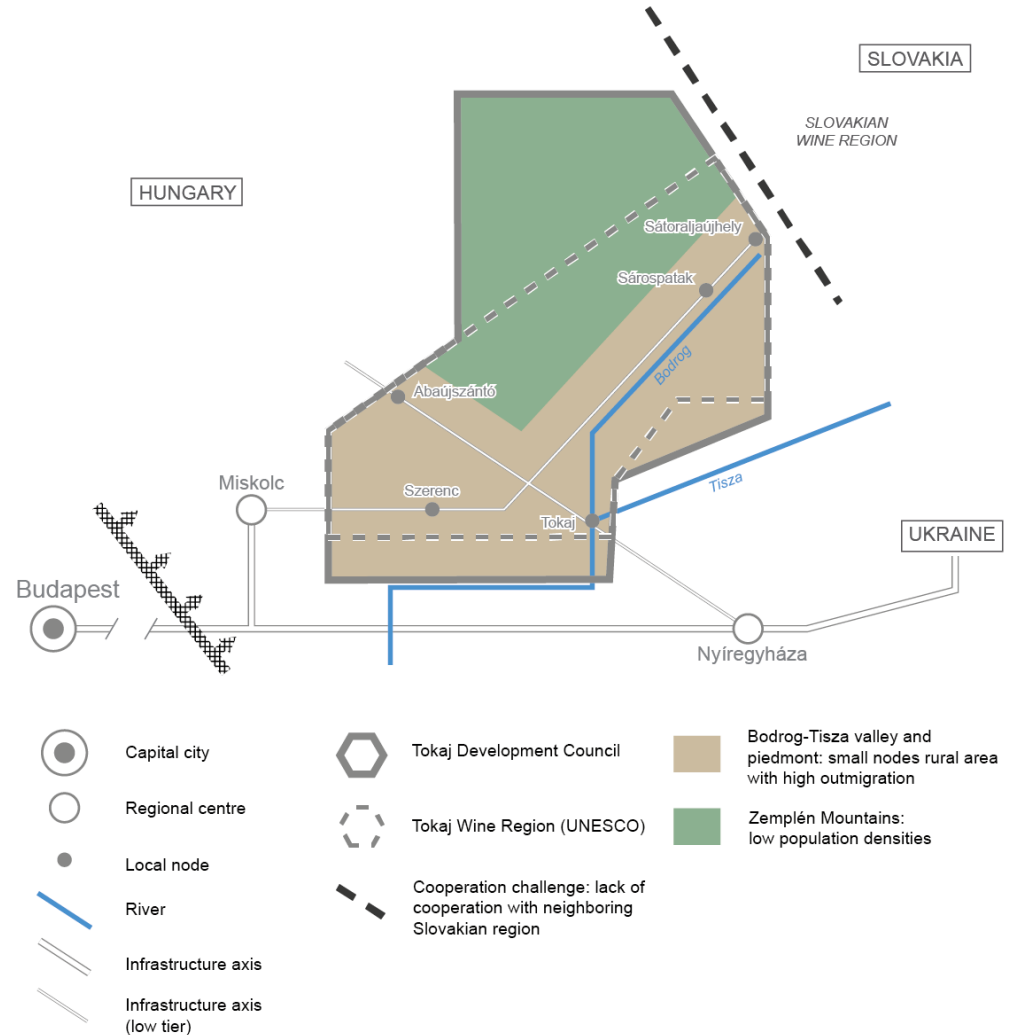 SLOVAKIA
SLOVAKIAN
WINE REGION
HUNGARY
Sátoraljaújhely
Sárospatak
Bodrog
Abaújszántó
Tisza
Miskolc
Szerenc
Tokaj
UKRAINE
Budapest
Nyíregyháza
Capital city
Regional centre
Local node
River
Infrastructure axis
Infrastructure axis
(low tier)
Tokaj Development Council
Tokaj Wine Region (UNESCO)
Cooperation challenge: lack of
cooperation with neighboring
Slovakian region
Bodrog-Tisza valley and
piedmont: small nodes rural area
with high outmigration
Zemplén Mountains:
low population densities